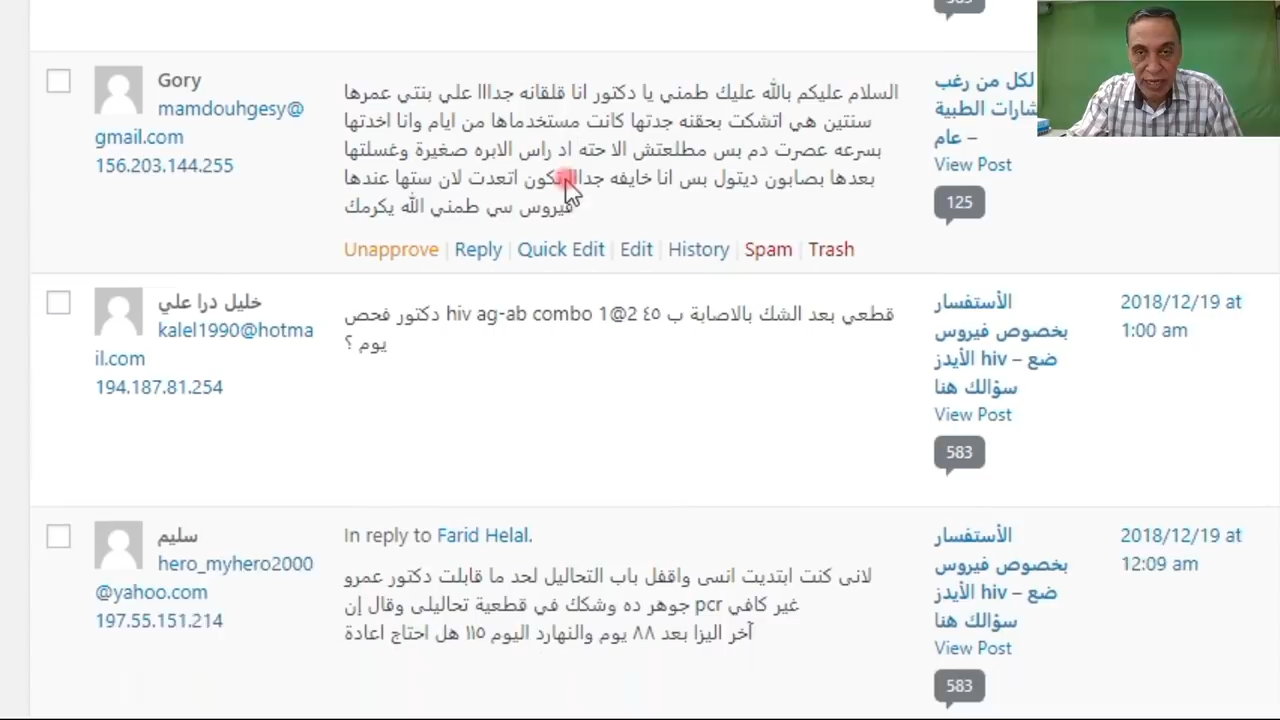 Gory
mamdouhgesy@
gmail.com
156.203.144.255
السلام عليكم بالله عليك طمني يا دكتور انا قلقانه جدااا علي بنتي عمرها
سنتين هي اتشكت بحقنه جدتها كانت مستخدماها من ايام وانا اخدتها
بسرعه عصرت دم بس مطلعتش الا حته اد راس الابره صغيرة وغسلتها
بعدها بصابون ديتول بس انا خايفه تكون اتعدت لان ستها عندها
فيروس سي طمني الله يكرمك
Unapprove | Reply | Quick Edit | Edit | History | Spam | Trash
لكل من رغب
الطبية
– عام
View Post
125
خليل درا علي
kalel1990@hotma
il.com
194.187.81.254
دكتور فحص hiv ag-ab combo 1@2 قطعي بعد الشك بالاصابة ب ٤٥
يوم ؟
الأستفسار
بخصوص فيروس
الأيدز hiv – ضع
سؤالك هنا
View Post
583
2018/12/19 at
1:00 am
سليم
hero_myhero2000
@yahoo.com
197.55.151.214
In reply to Farid Helal.
لانى كنت ابتديت انسى واقفل باب التحاليل لحد ما قابلت دكتور عمرو
جوهر ده وشكك في قطعية تحاليلى وقال إن pcr غير كافي
آخر اليزا بعد ٨٨ يوم والنهارد اليوم ١١٥ هل احتاج اعادة
الأستفسار
بخصوص فيروس
الأيدز hiv – ضع
سؤالك هنا
View Post
583
2018/12/19 at
12:09 am